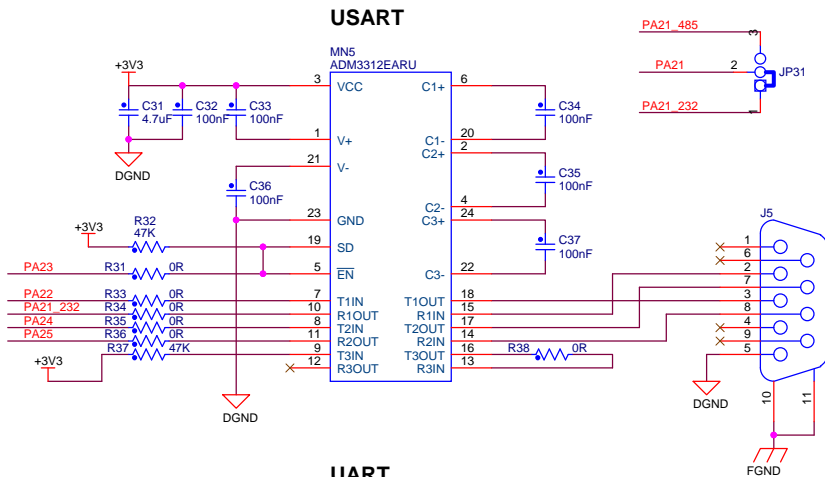 USART
PA21_485
3
MN5
ADM3312EARU
+3V3
PA21
2
JP31
3
VCC
C1+
6
C31
4.7uF
C32
100nF
C33
100nF
C34
100nF
PA21_232
1
1
V+
C1-
20
C2+
2
21
V-
DGND
C35
100nF
C36
100nF
C2-
4
23
GND
C3+
24
J5
+3V3
R32
47K
19
SD
C37
100nF
1
6
PA23
R31
0R
5
EN
C3-
22
2
7
PA22
R33
0R
7
T1IN
T1OUT
18
3
PA21_232
R34
0R
10
R1OUT
R1IN
15
8
PA24
R35
0R
8
T2IN
T2OUT
17
4
PA25
R36
0R
11
R2OUT
R2IN
14
9
R37
47K
9
T3IN
T3OUT
16
R38
0R
5
+3V3
12
R3OUT
R3IN
13
DGND
DGND
10
11
FGND
UART